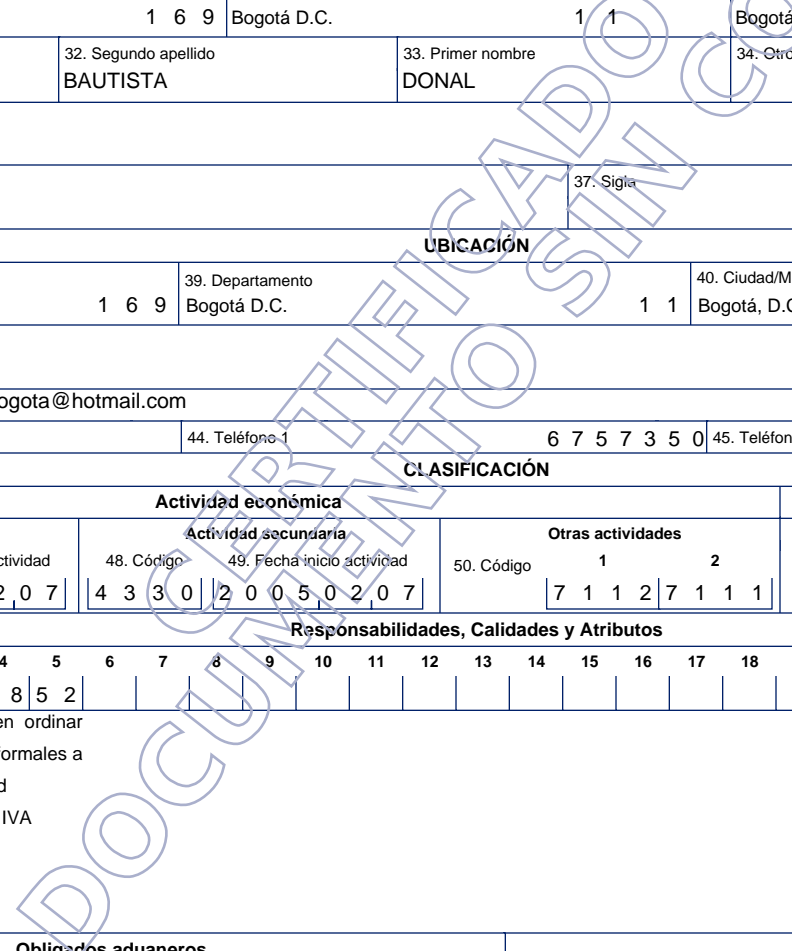 1 6 9 Bogotá D.C. 1 1 Bogotá
32. Segundo apellido 33. Primer nombre 34. Otro
BAUTISTA DONAL
37. Sigla
UBICACIÓN
39. Departamento 40. Ciudad/M
1 6 9 Bogotá D.C. 1 1 Bogotá, D.C
ogota@hotmail.com
44. Teléfono 1 6 7 5 7 3 5 0 45. Teléfon
CLASIFICACIÓN
Actividad económica
Actividad secundaria Otras actividades
ctividad 48. Código 49. Fecha inicio actividad 50. Código 1 2
2 0 7 4 3 3 0 2 0 0 5 0 2 0 7 7 1 1 2 7 1 1 1
Responsabilidades, Calidades y Atributos
4 5 6 7 8 9 10 11 12 13 14 15 16 17 18
8 5 2
en ordinar
formales a
d
IVA
Obligados aduaneros
CERTIFICADO
DOCUMENTO SIN CO